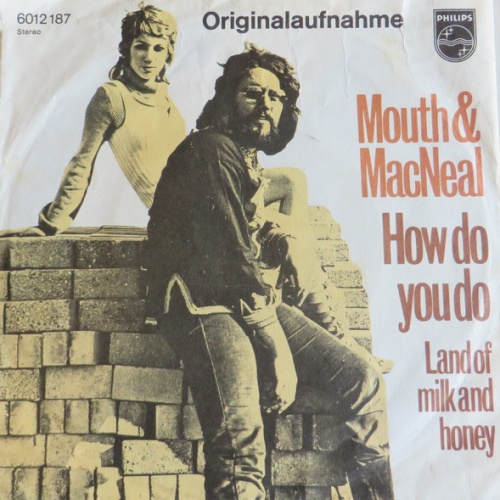 6012 187
Stereo
Originalaufnahme
PHILIPS
Mouth &
MacNeal
How do
you do
Land of
milk and
honey